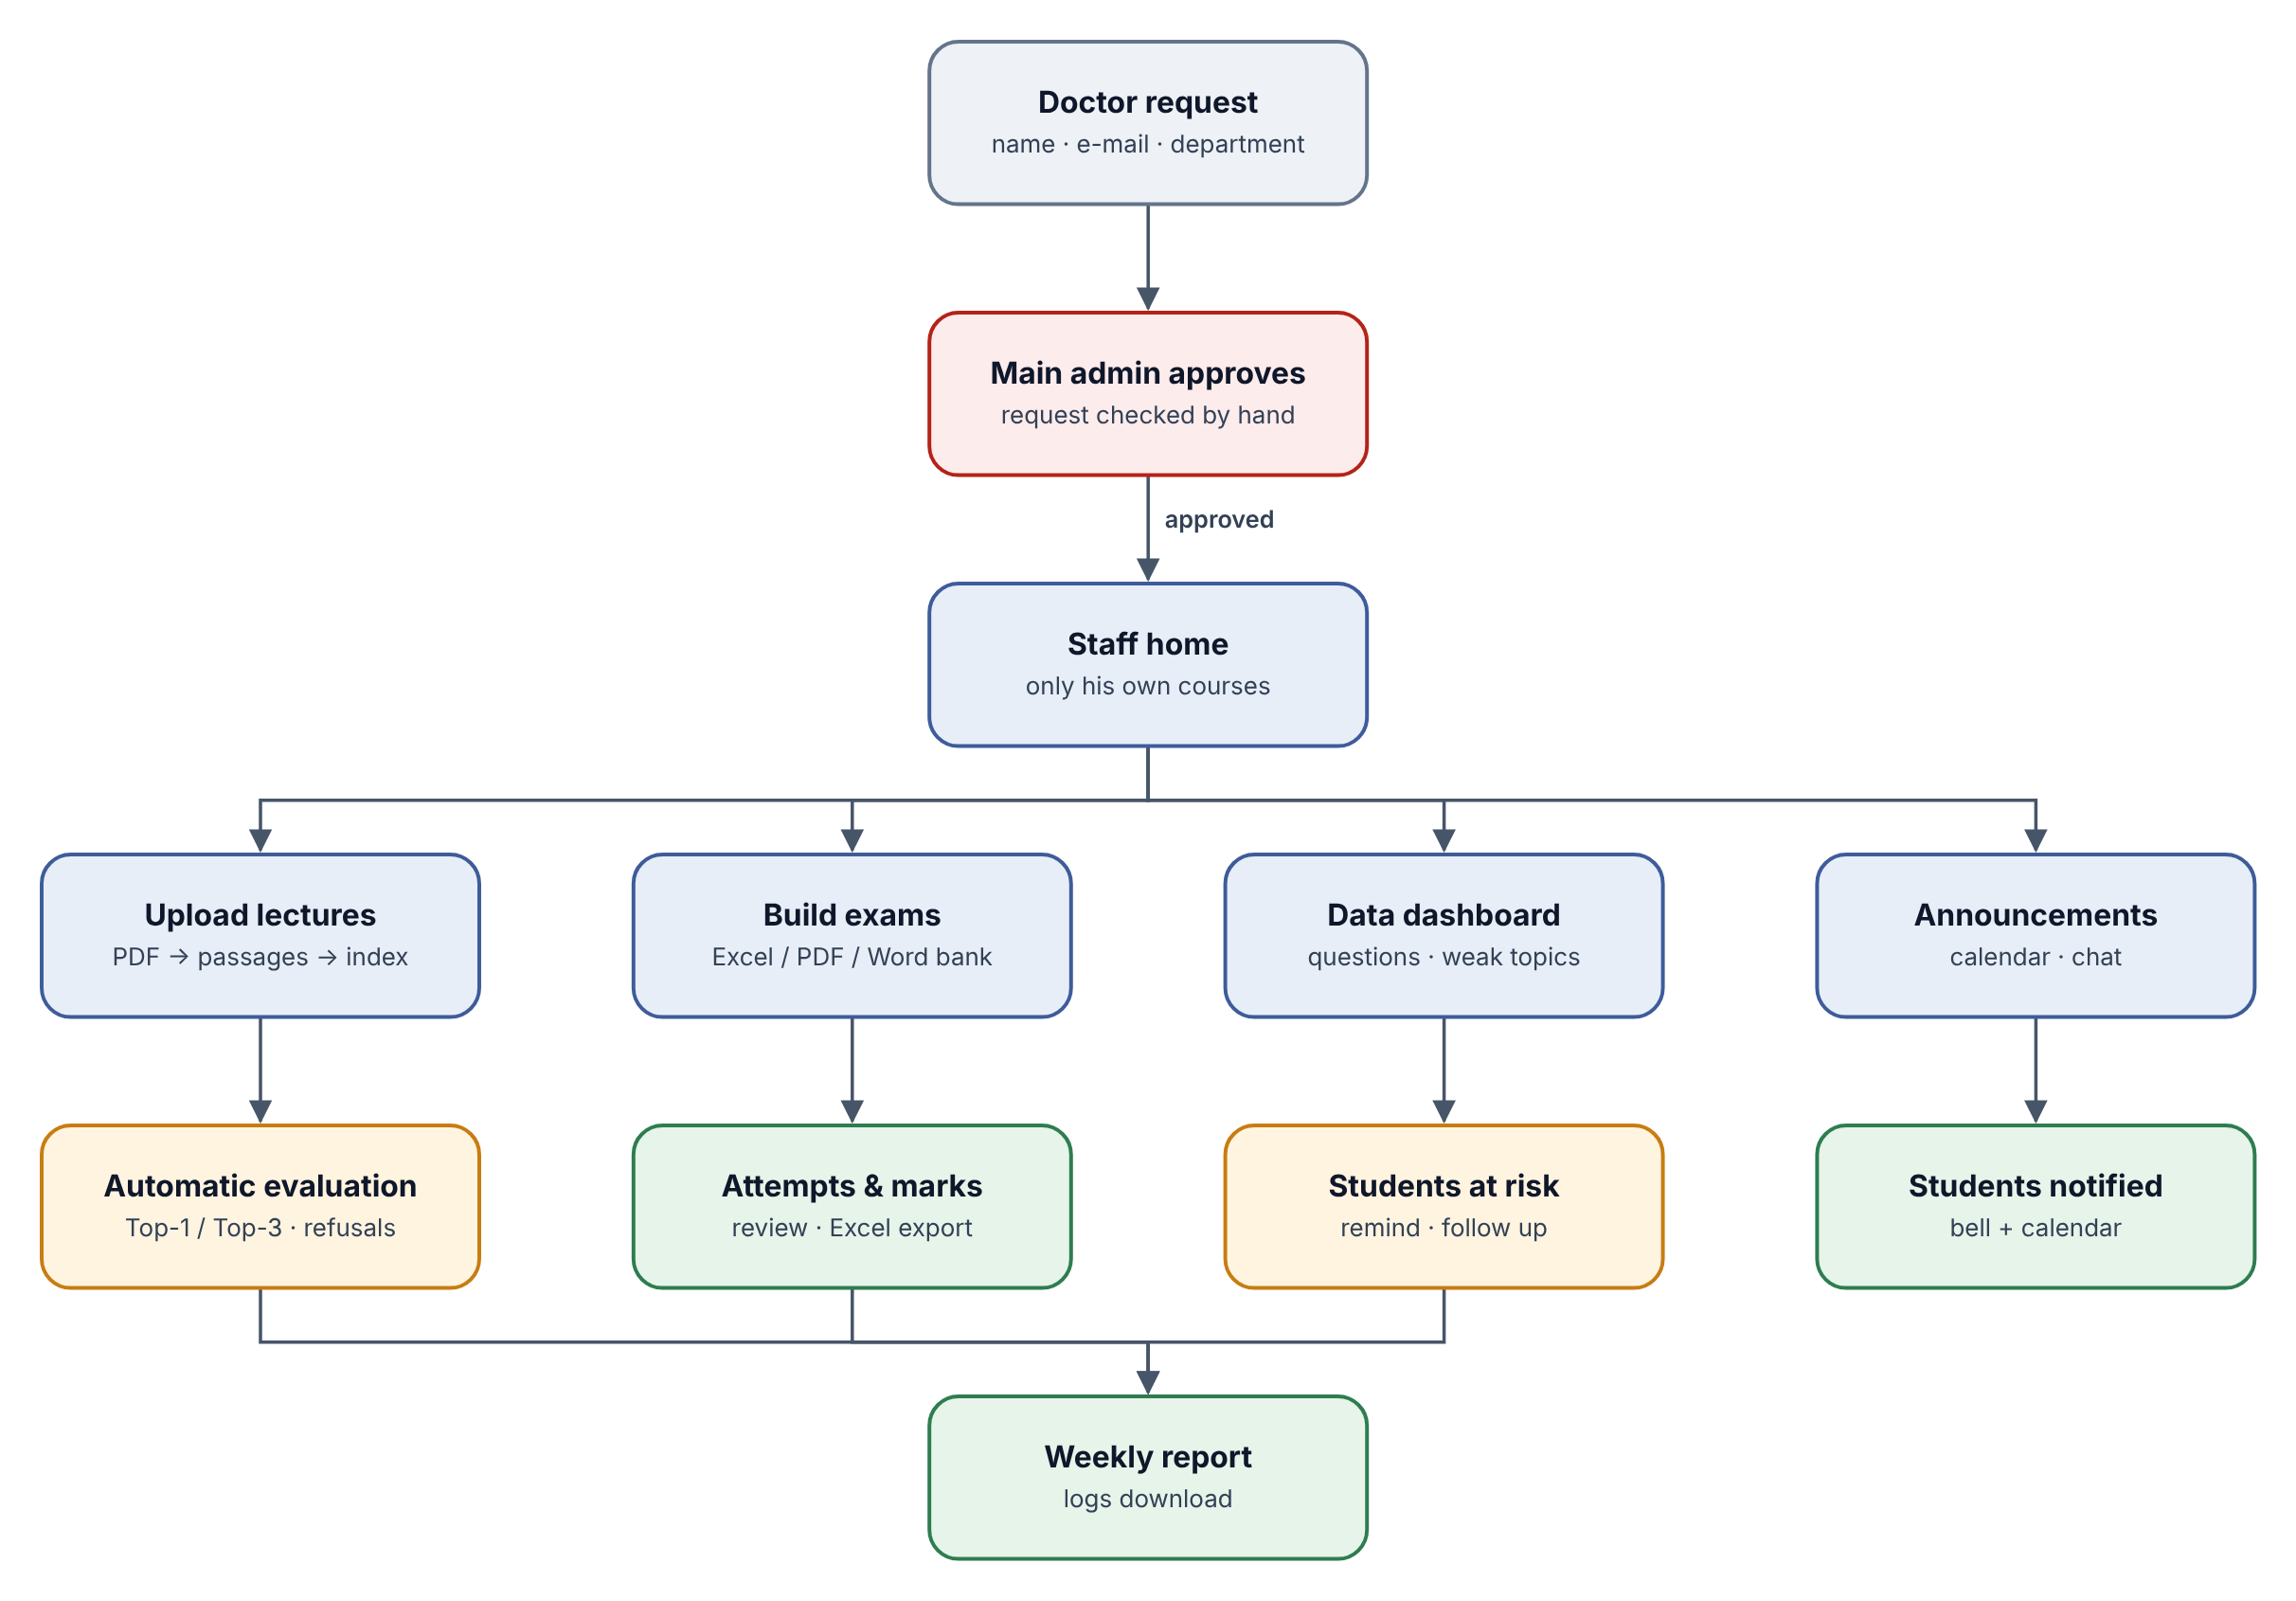 Doctor request
name · e-mail · department
Main admin approves
request checked by hand
approved
Staff home
only his own courses
Upload lectures
PDF → passages → index
Build exams
Excel / PDF / Word bank
Data dashboard
questions · weak topics
Announcements
calendar · chat
Automatic evaluation
Top-1 / Top-3 · refusals
Attempts & marks
review · Excel export
Students at risk
remind · follow up
Students notified
bell + calendar
Weekly report
logs download